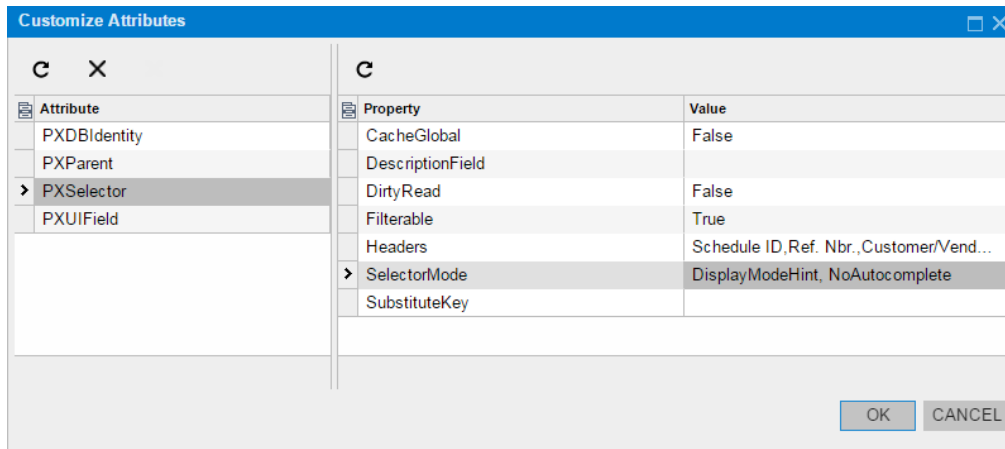 Customize Attributes
Attribute
PXDBIdentity
PXParent
PXSelector
PXUIField
Property Value
CacheGlobal False
DescriptionField
DirtyRead False
Filterable True
Headers Schedule ID,Ref. Nbr.,Customer/Vend...
SelectorMode DisplayModeHint, NoAutocomplete
SubstituteKey
OK CANCEL